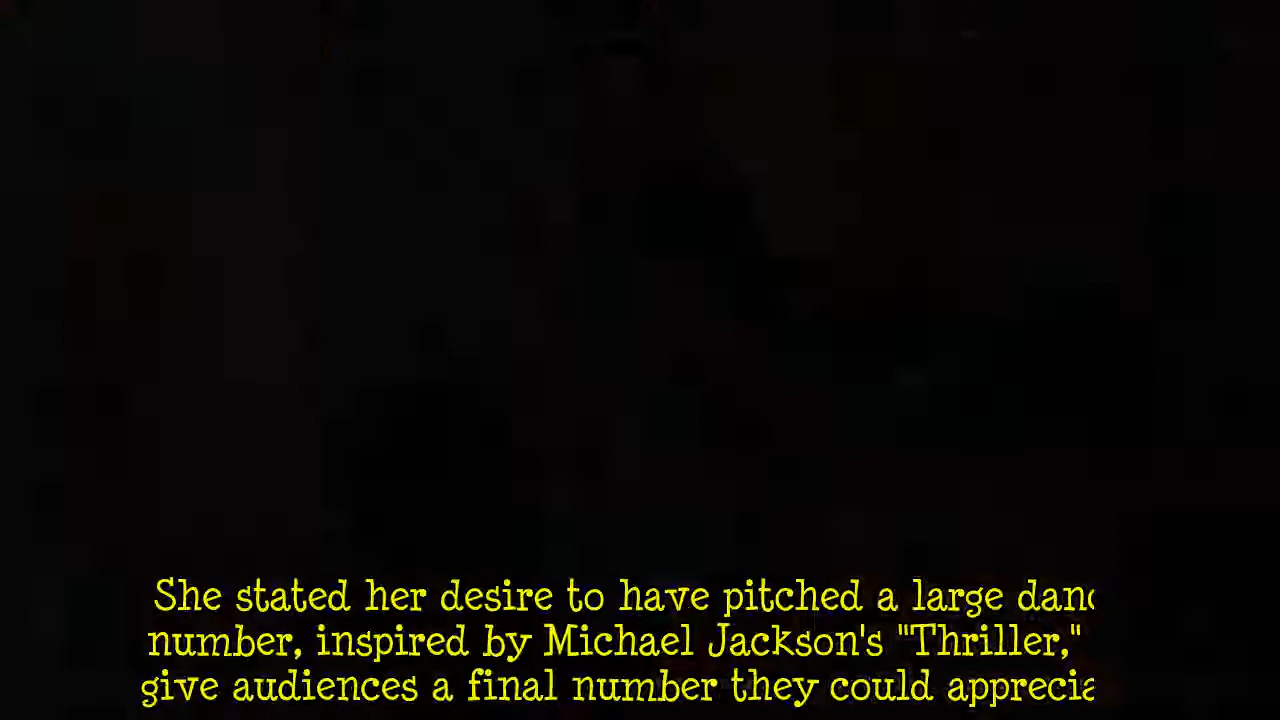 She stated her desire to have pitched a large danc
number, inspired by Michael Jackson's "Thriller,"
give audiences a final number they could apprecia